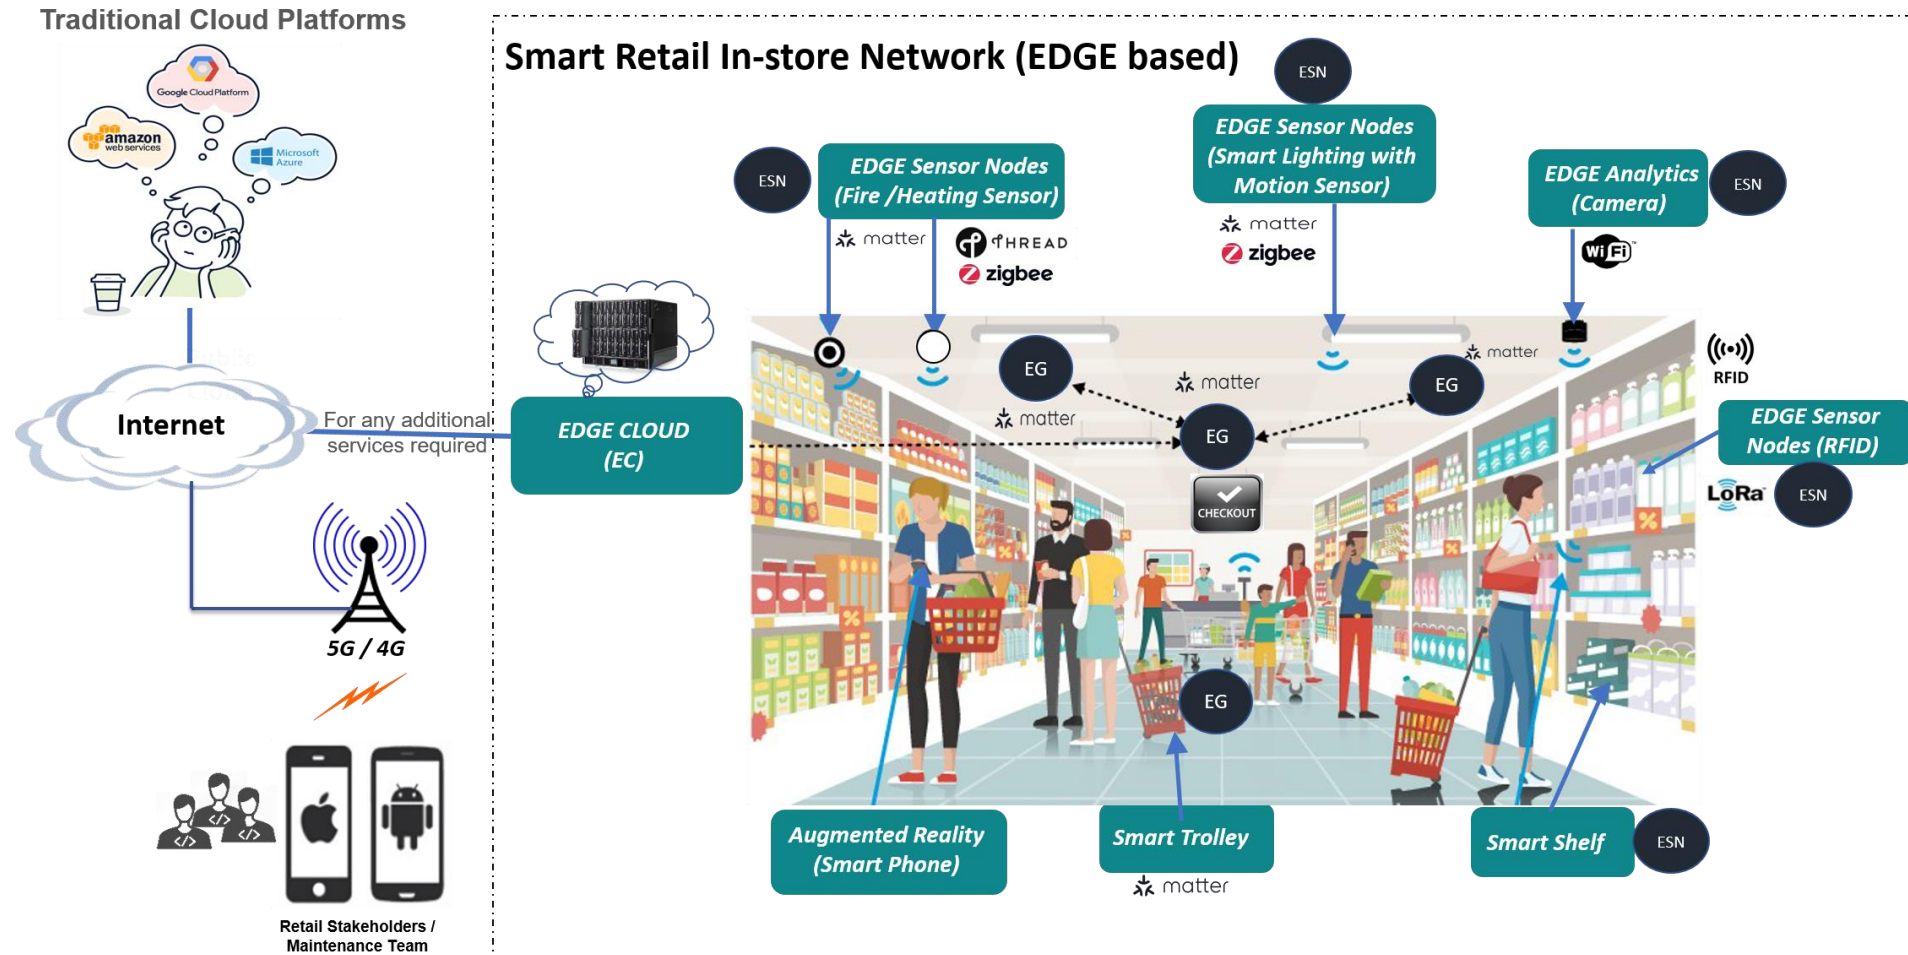 Traditional Cloud Platforms
Google Cloud Platform
amazon
web services
Microsoft
Azure
Internet
For any additional
services required
5G / 4G
Retail Stakeholders /
Maintenance Team
Smart Retail In-store Network (EDGE based)
ESN
EDGE Sensor Nodes
(Fire /Heating Sensor)
matter
THREAD
zigbee
ESN
EDGE Sensor Nodes
(Smart Lighting with
Motion Sensor)
matter
zigbee
EDGE Analytics
(Camera)
ESN
WiFi
EDGE CLOUD
(EC)
EG
matter
matter
EG
EG
matter
CHECKOUT
RFID
EDGE Sensor
Nodes (RFID)
LoRa
ESN
%
%
%
%
%
EG
Augmented Reality
(Smart Phone)
Smart Trolley
matter
Smart Shelf
ESN